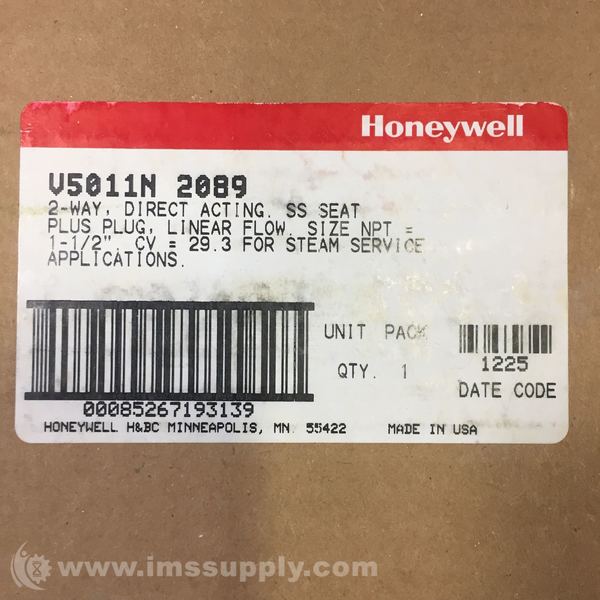 Honeywell
V5011N 2089
2-WAY, DIRECT ACTING. SS SEAT
PLUS PLUG, LINEAR FLOW. SIZE NPT =
1-1/2". CV = 29.3 FOR STEAM SERVICE
APPLICATIONS.
UNIT PACK
QTY. 1
1225
DATE CODE
00085267193139
HONEYWELL H&BC MINNEAPOLIS, MN. 55422 MADE IN USA
www.imssupply.com